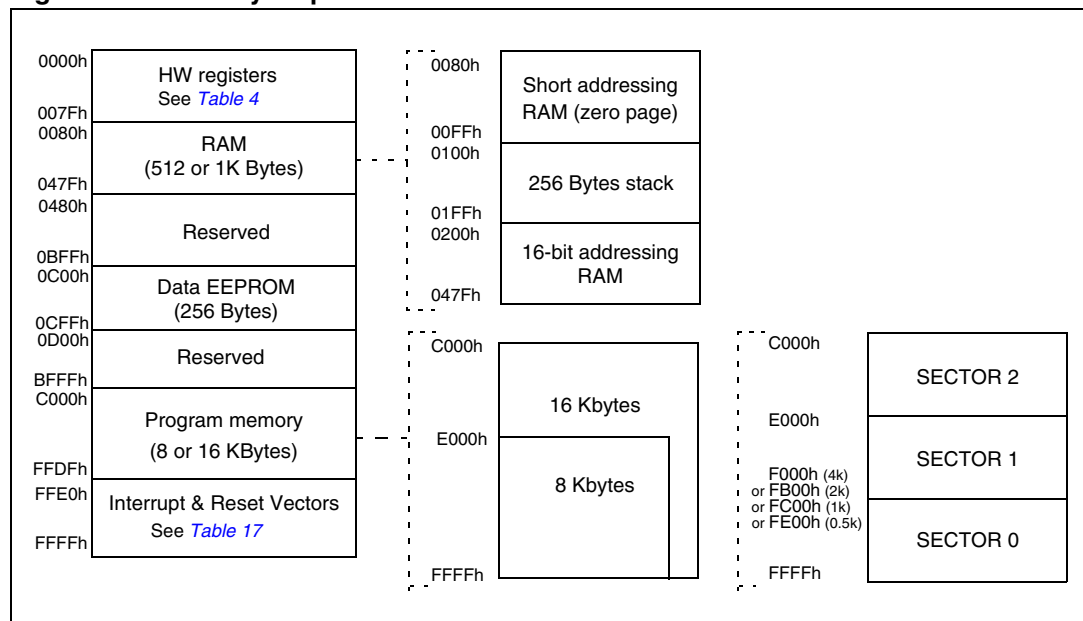 0000h
HW registers
See Table 4
007Fh
0080h
RAM
(512 or 1K Bytes)
047Fh
0480h
Reserved
0BFFh
0C00h
Data EEPROM
(256 Bytes)
0CFFh
0D00h
Reserved
BFFFh
C000h
Program memory
(8 or 16 KBytes)
FFDFh
FFE0h
Interrupt & Reset Vectors
See Table 17
FFFFh
0080h
Short addressing
RAM (zero page)
00FFh
0100h
256 Bytes stack
01FFh
0200h
16-bit addressing
RAM
047Fh
C000h
16 Kbytes
E000h
8 Kbytes
FFFFh
C000h
SECTOR 2
E000h
SECTOR 1
F000h (4k)
or FB00h (2k)
or FC00h (1k)
or FE00h (0.5k)
SECTOR 0
FFFFh